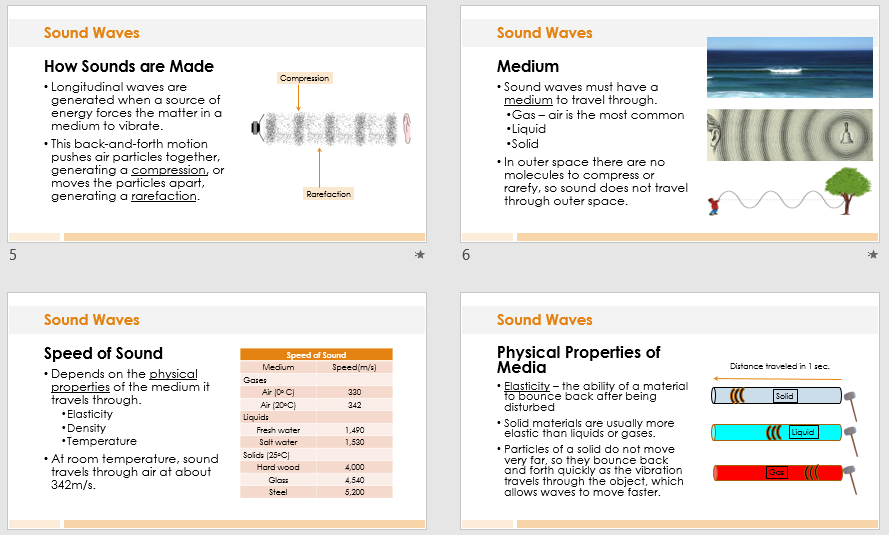 Sound Waves
How Sounds are Made
• Longitudinal waves are
generated when a source of
energy forces the matter in a
medium to vibrate.
• This back-and-forth motion
pushes air particles together,
generating a compression, or
moves the particles apart,
generating a rarefaction.
Compression
Rarefaction
5
Sound Waves
Medium
• Sound waves must have a
medium to travel through.
•Gas – air is the most common
•Liquid
•Solid
• In outer space there are no
molecules to compress or
rarefy, so sound does not travel
through outer space.
6
Sound Waves
Speed of Sound
• Depends on the physical
properties of the medium it
travels through.
•Elasticity
•Density
•Temperature
• At room temperature, sound
travels through air at about
342m/s.
Speed of Sound
Medium Speed(m/s)
Gases
Air (0°C) 330
Air (20°C) 342
Liquids
Fresh water 1,490
Salt water 1,530
Solids (25°C)
Hard wood 4,000
Glass 4,540
Steel 5,200
Sound Waves
Physical Properties of
Media
• Elasticity – the ability of a material
to bounce back after being
disturbed
• Solid materials are usually more
elastic than liquids or gases.
• Particles of a solid do not move
very far, so they bounce back
and forth quickly as the vibration
travels through the object, which
allows waves to move faster.
Distance traveled in 1 sec.
Solid
Liquid
Gas